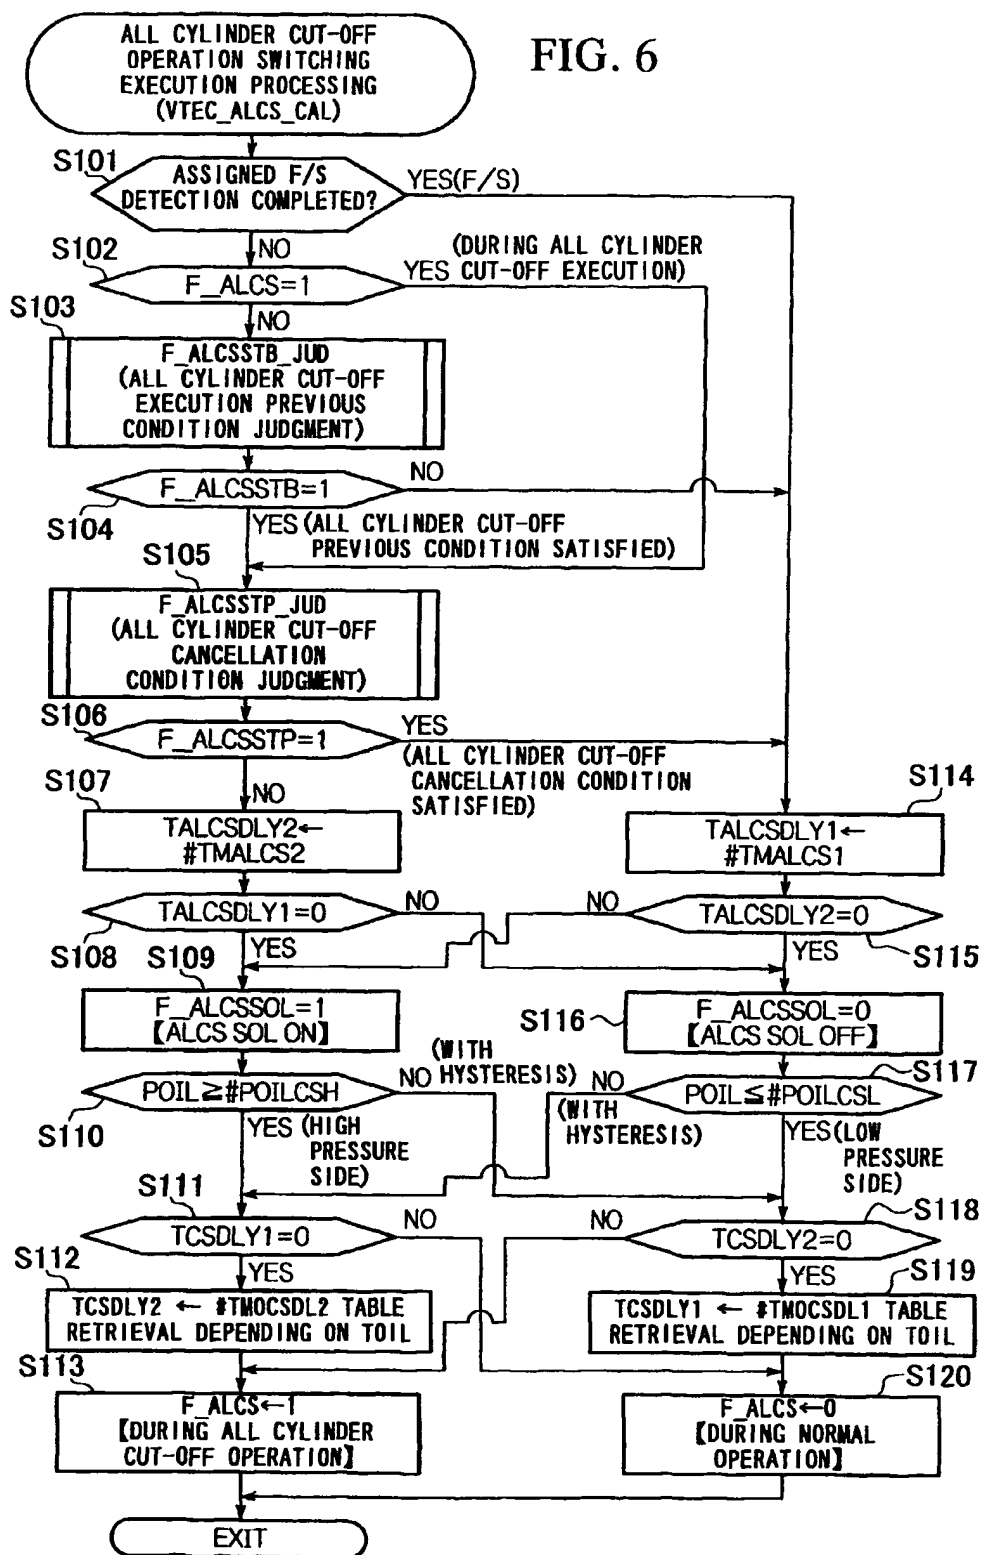 FIG. 6
ALL CYLINDER CUT-OFF
OPERATION SWITCHING
EXECUTION PROCESSING
(VTEC_ALCS_CAL)
S101
ASSIGNED F/S
DETECTION COMPLETED?
YES(F/S)
NO
S102
F_ALCS=1
YES
(DURING ALL CYLINDER
CUT-OFF EXECUTION)
NO
S103
F_ALCSSTB_JUD
(ALL CYLINDER CUT-OFF
EXECUTION PREVIOUS
CONDITION JUDGMENT)
F_ALCSSTB=1
NO
S104
YES
(ALL CYLINDER CUT-OFF
PREVIOUS CONDITION SATISFIED)
S105
F_ALCSSTP_JUD
(ALL CYLINDER CUT-OFF
CANCELLATION
CONDITION JUDGMENT)
S106
F_ALCSSTP=1
YES
(ALL CYLINDER CUT-OFF
CANCELLATION CONDITION
SATISFIED)
NO
S107
TALCSDLY2←
#TMALCS2
S114
TALCSDLY1←
#TMALCS1
TALCSDLY1=0
NO
NO
TALCSDLY2=0
S108
YES
YES
S115
S109
F_ALCSSOL=1
【ALCS SOL ON】
S116
F_ALCSSOL=0
【ALCS SOL OFF】
POIL≧#POILCSH
NO
(WITH
HYSTERESIS)
NO
(WITH
HYSTERESIS)
POIL≦#POILCSL
S117
S110
YES
(HIGH
PRESSURE
SIDE)
YES
(LOW
PRESSURE
SIDE)
S111
TCSDLY1=0
NO
NO
TCSDLY2=0
S118
YES
YES
S112
TCSDLY2 ← #TMOCSDL2 TABLE
RETRIEVAL DEPENDING ON TOIL
S119
TCSDLY1 ← #TMOCSDL1 TABLE
RETRIEVAL DEPENDING ON TOIL
S113
F_ALCS←1
【DURING ALL CYLINDER
CUT-OFF OPERATION】
S120
F_ALCS←0
【DURING NORMAL
OPERATION】
EXIT